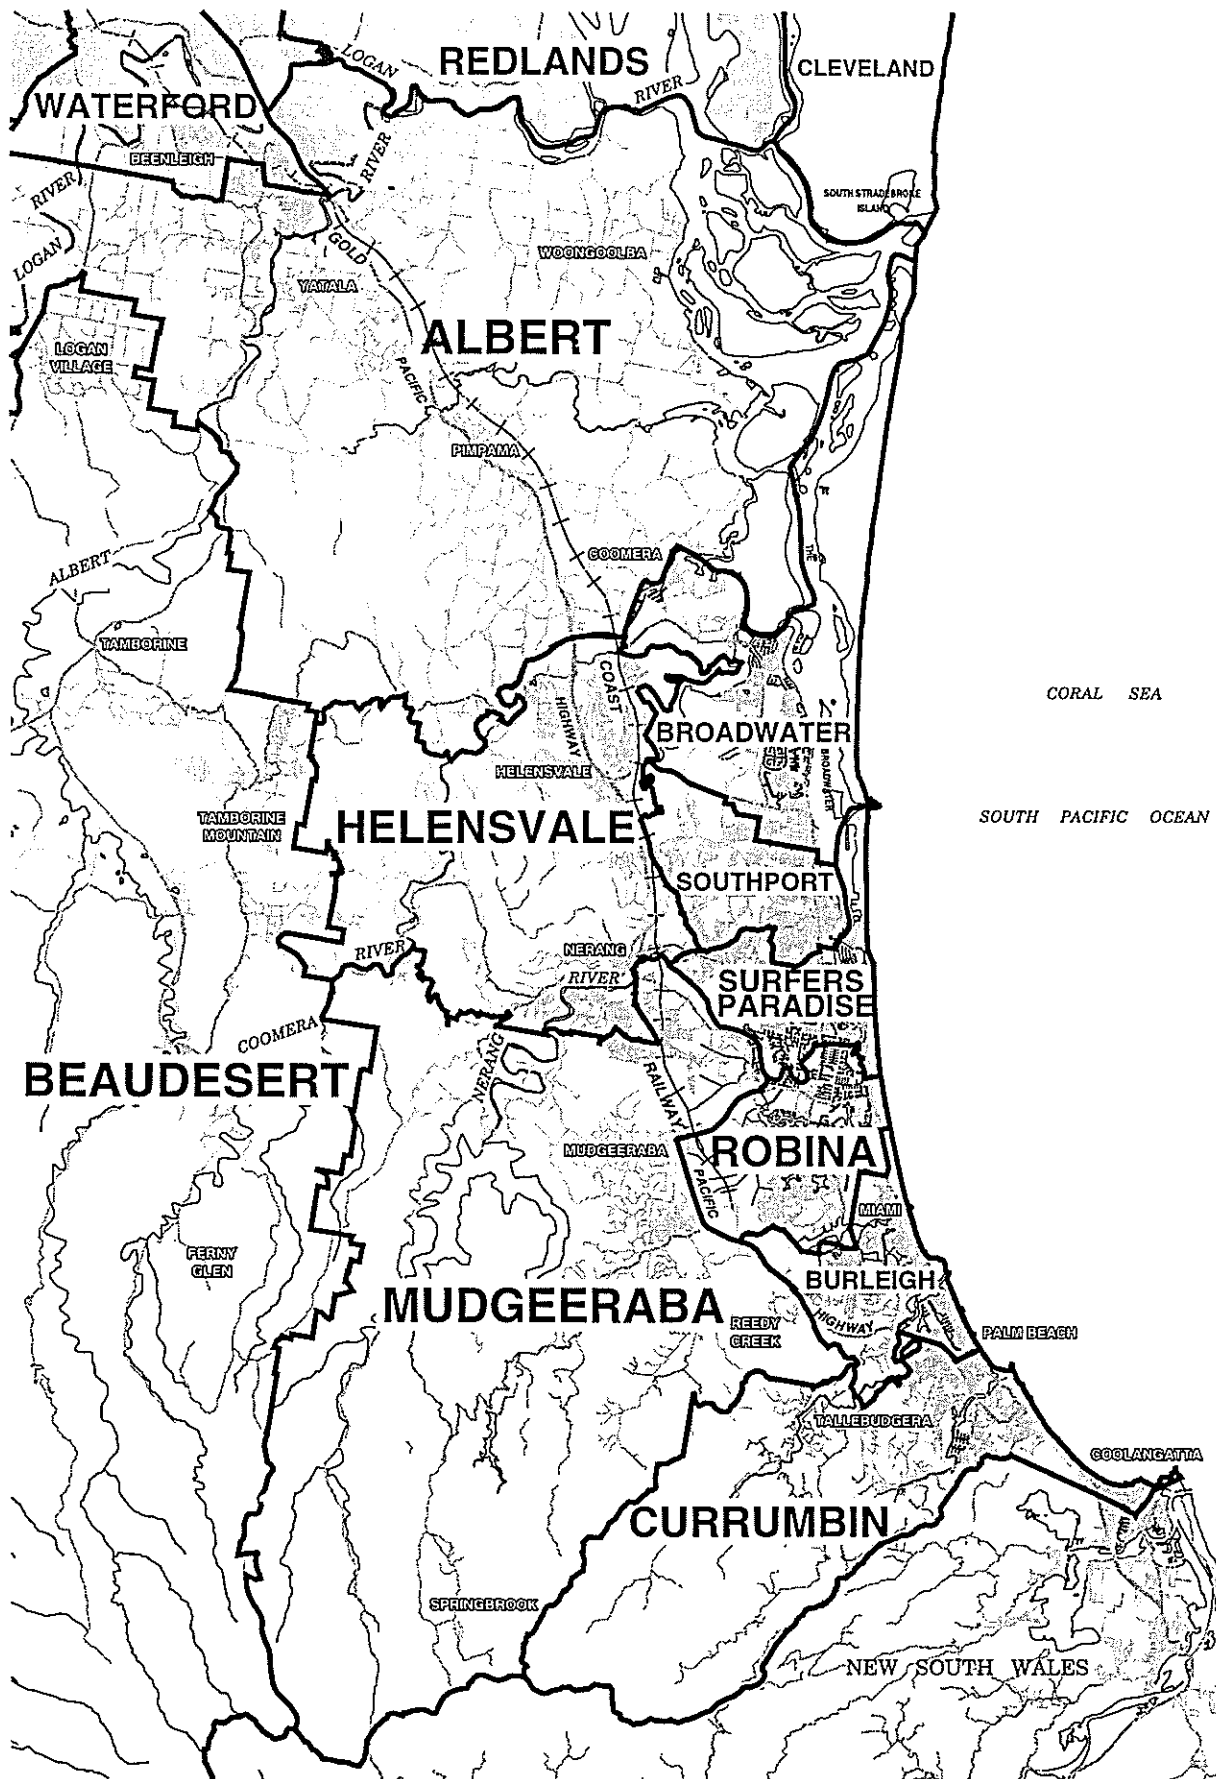 REDLANDS
CLEVELAND
LOGAN
RIVER
WATERFORD
BEENLEIGH
RIVER
RIVER
LOGAN
SOUTH STRADEBROKE
ISLAND
GOLD
WOONGOOLBA
YATALA
ALBERT
LOGAN
VILLAGE
PACIFIC
PIMPAMA
COOMERA
THE
ALBERT
TAMBORINE
COAST
HIGHWAY
CORAL SEA
BROADWATER
BROADWATER
HELENSVALE
TAMBORINE
MOUNTAIN
HELENSVALE
SOUTH PACIFIC OCEAN
SOUTHPORT
RIVER
NERANG
RIVER
SURFERS
PARADISE
COOMERA
NERANG
BEAUDESERT
RAILWAY
MUDGEERABA
ROBINA
PACIFIC
MIAMI
FERNY
GLEN
BURLEIGH
MUDGEERABA
REEDY
CREEK
HIGHWAY
PALM BEACH
TALLEBUDGERA
COOLANGATTA
CURRUMBIN
SPRINGBROOK
NEW SOUTH WALES